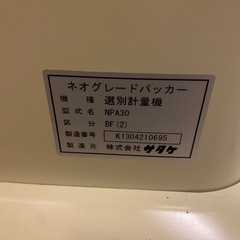 ネオグレードパッカー
機種 選別計量機
型式名 NPA30
区分 BF(2)
製造番号 K1304210695
製造元 株式会社 サタケ